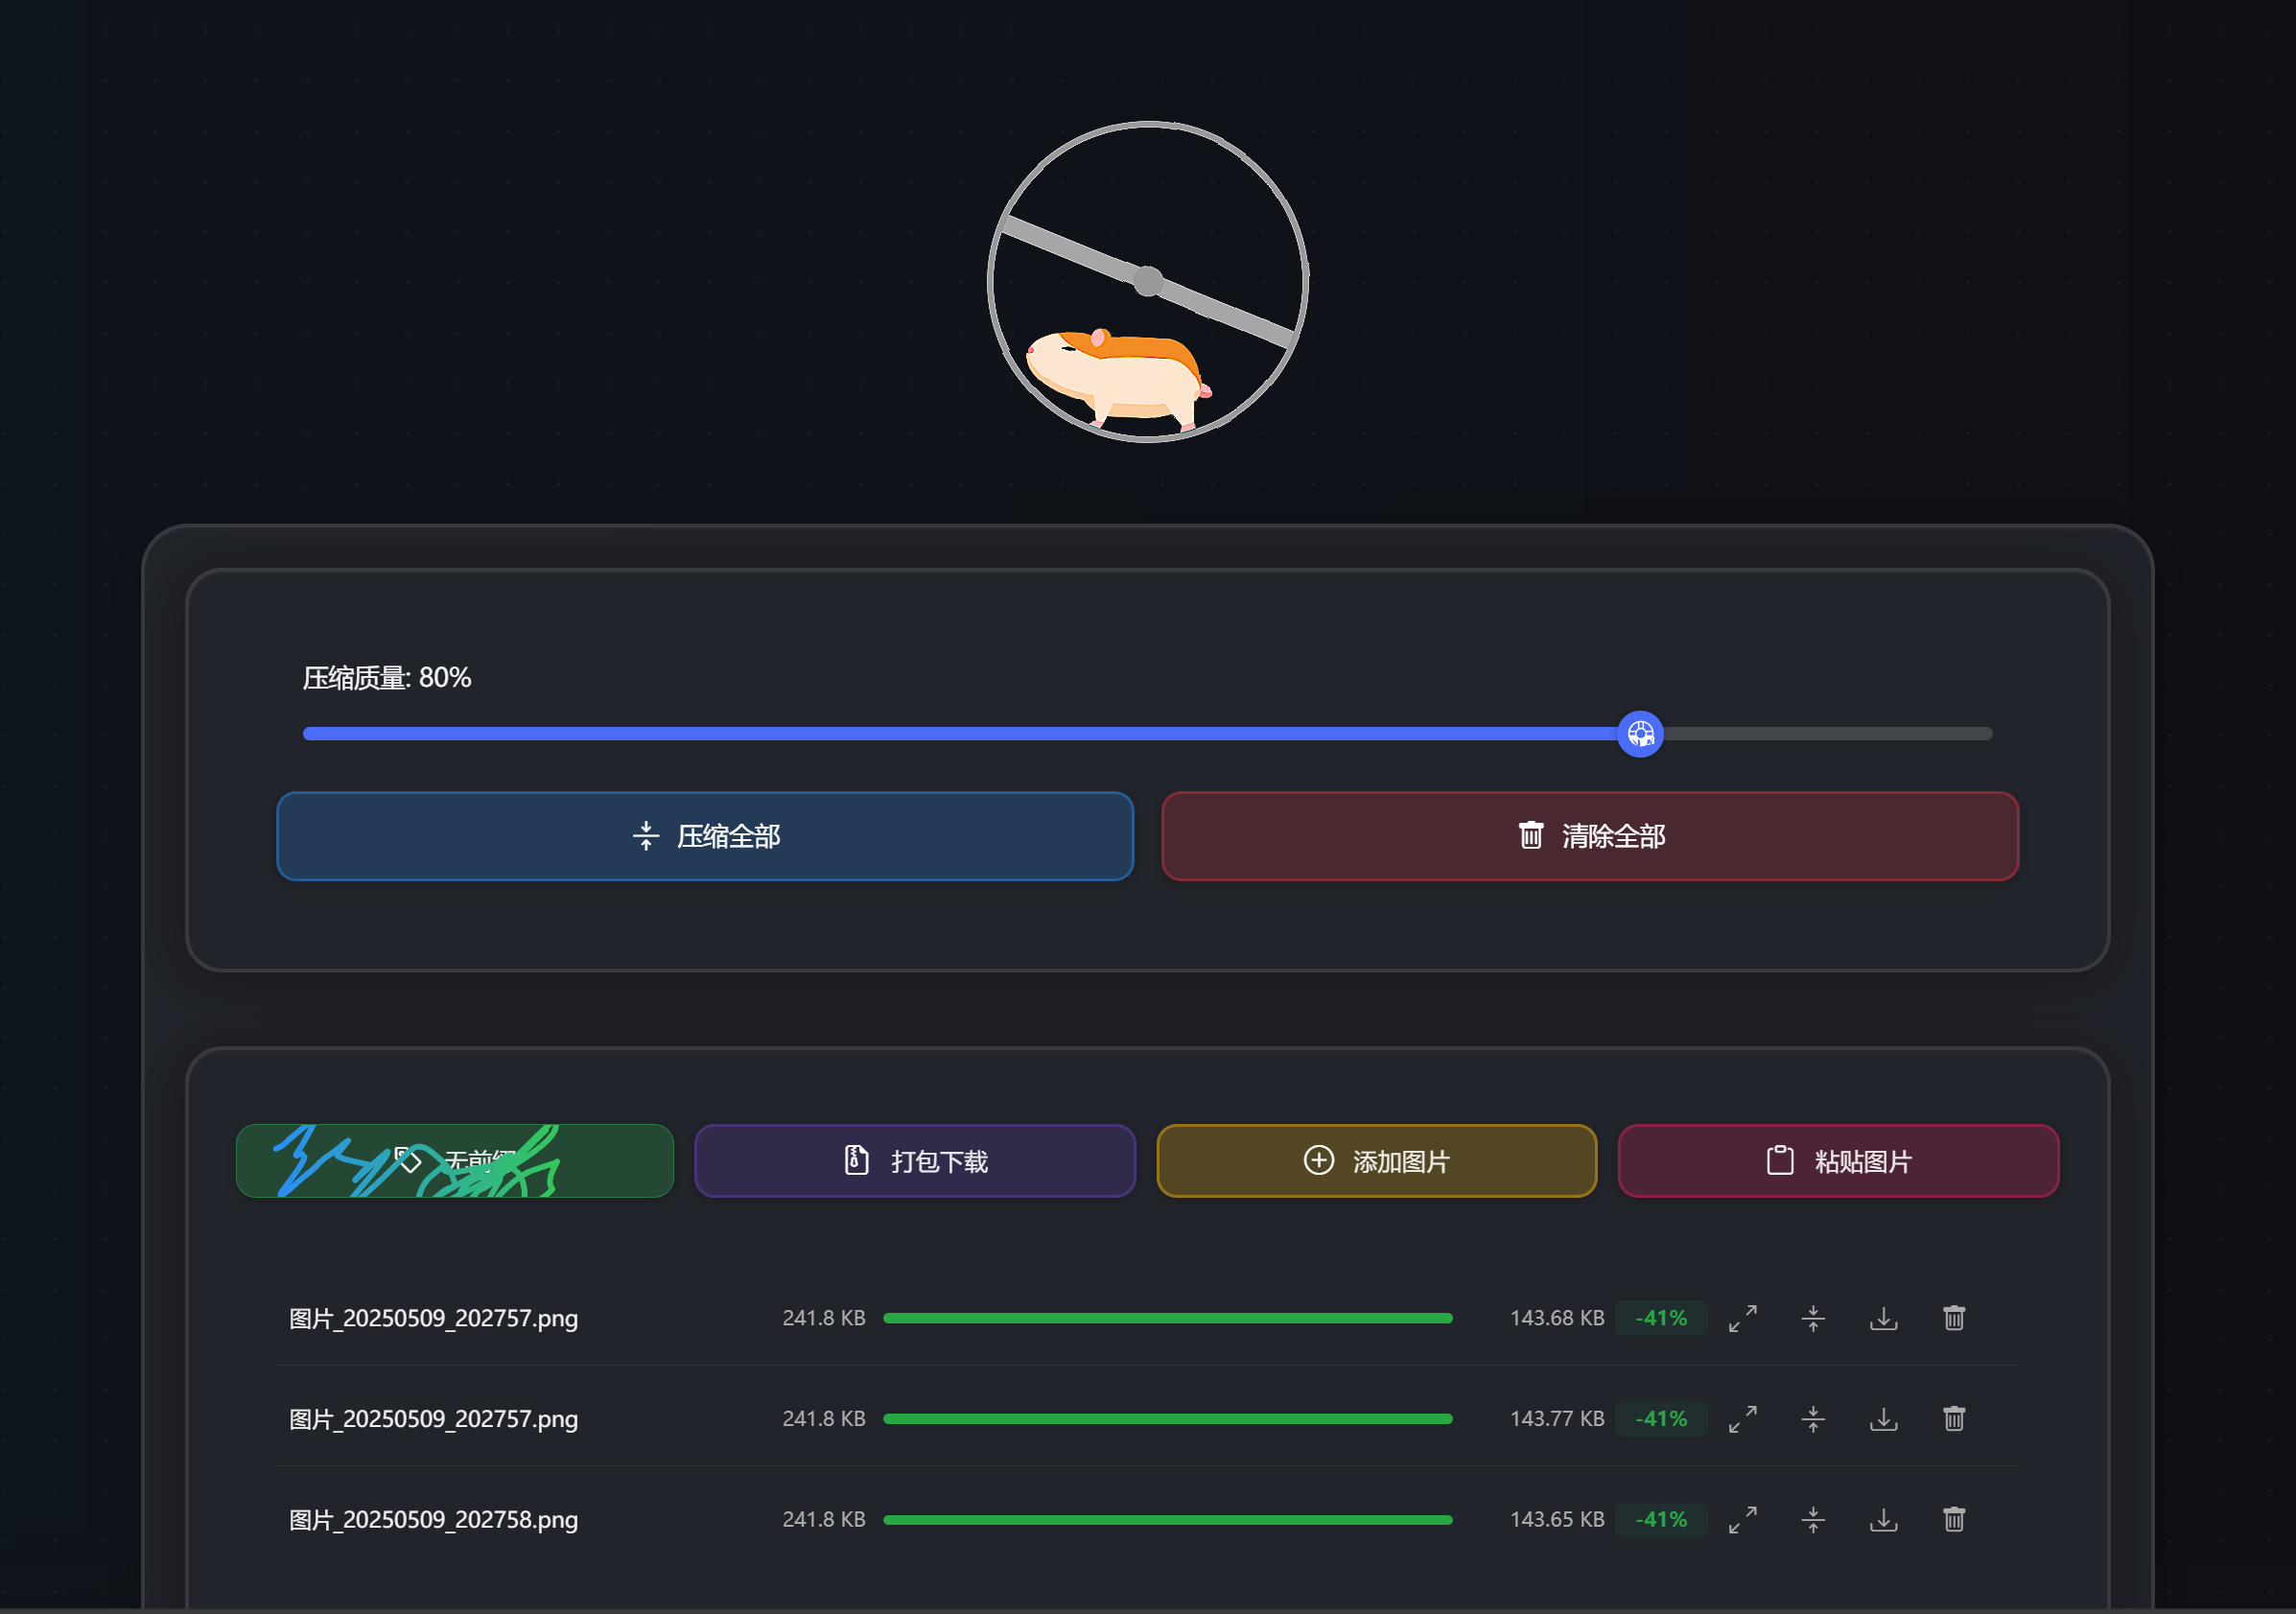 压缩质量: 80%
压缩全部
清除全部
无前缀
打包下载
添加图片
粘贴图片
图片_20250509_202757.png 241.8 KB 143.68 KB -41%
图片_20250509_202757.png 241.8 KB 143.77 KB -41%
图片_20250509_202758.png 241.8 KB 143.65 KB -41%